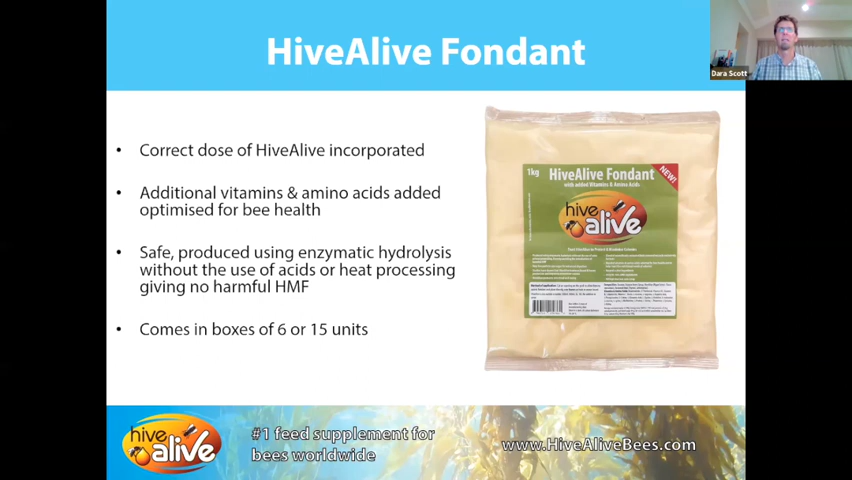 HiveAlive Fondant
Dara Scott
• Correct dose of HiveAlive incorporated
• Additional vitamins & amino acids added
optimised for bee health
• Safe, produced using enzymatic hydrolysis
without the use of acids or heat processing
giving no harmful HMF
• Comes in boxes of 6 or 15 units
1kg
HiveAlive Fondant
with added Vitamins & Amino Acids
NEW!
hive
alive
hive
alive
#1 feed supplement for
bees worldwide
www.HiveAliveBees.com